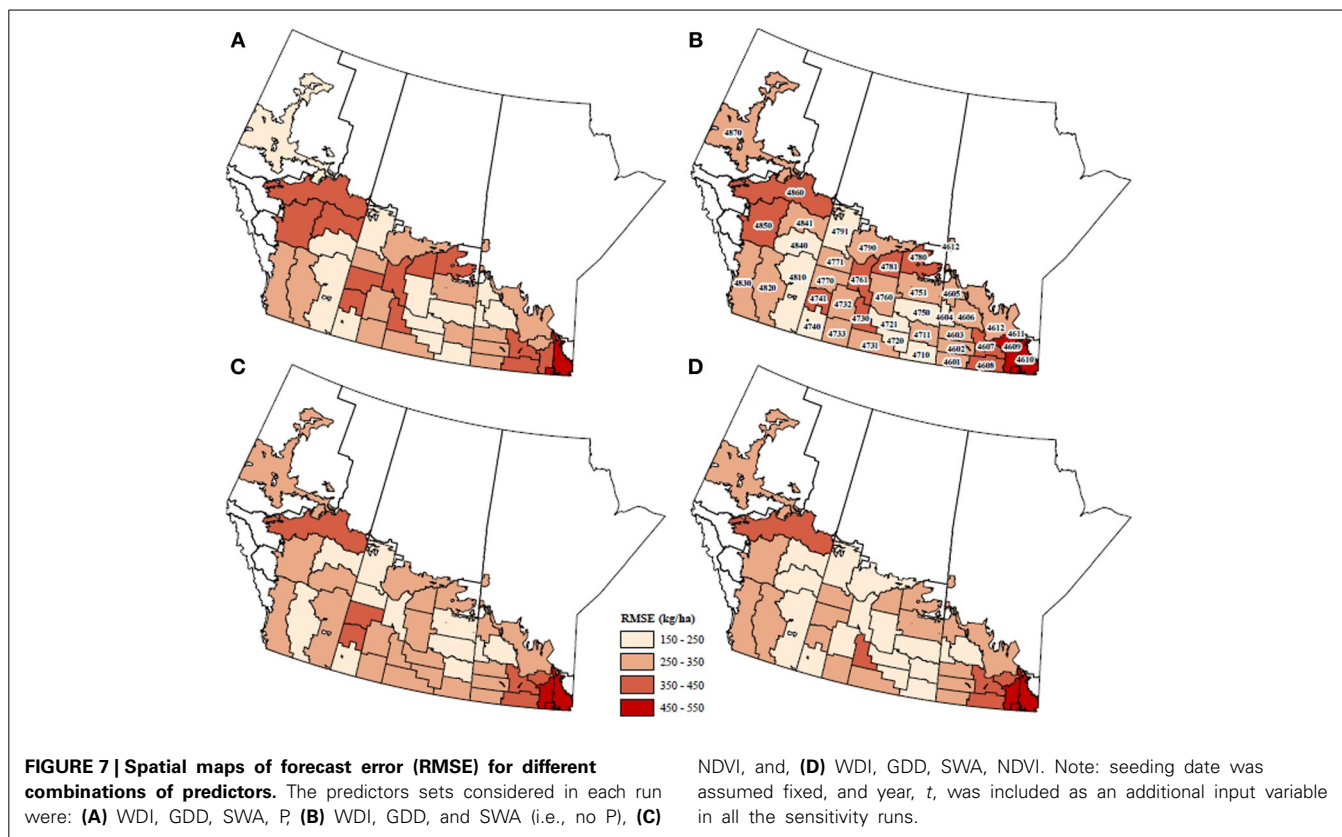 A
B
4870
4860
4850
4841
4791
4840
4790
4612
4780
4771
4781
4830
4820
4810
4770
4761
4741
4732
4760
4751
4605
4750
4604
4606
4740
4730
4721
4733
4720
4711
4603
4612
4611
4731
4710
4602
4607
4609
4601
4608
4610
C
D
RMSE (kg/ha)
150 - 250
250 - 350
350 - 450
450 - 550
FIGURE 7 | Spatial maps of forecast error (RMSE) for different
combinations of predictors. The predictors sets considered in each run
were: (A) WDI, GDD, SWA, P, (B) WDI, GDD, and SWA (i.e., no P), (C)
NDVI, and, (D) WDI, GDD, SWA, NDVI. Note: seeding date was
assumed fixed, and year, t, was included as an additional input variable
in all the sensitivity runs.